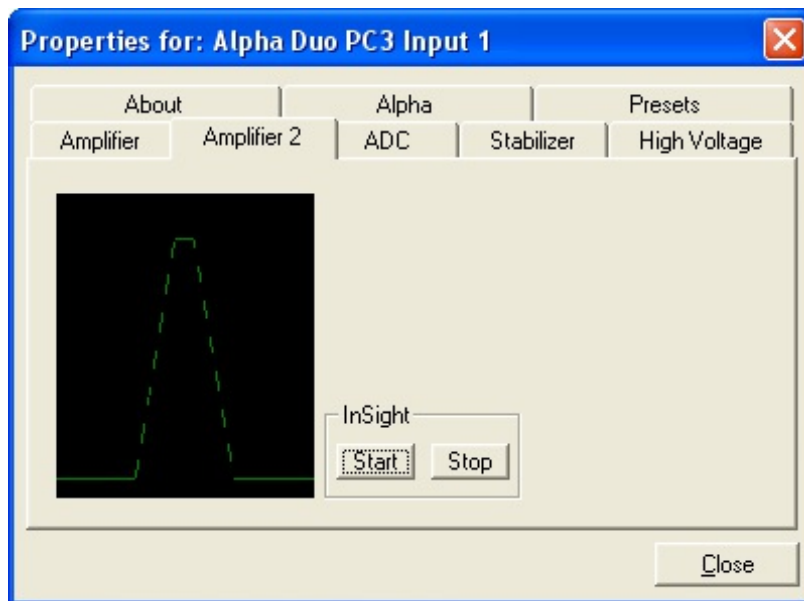 Properties for: Alpha Duo PC3 Input 1
About Alpha Presets
Amplifier Amplifier 2 ADC Stabilizer High Voltage
InSight
Start Stop
Close